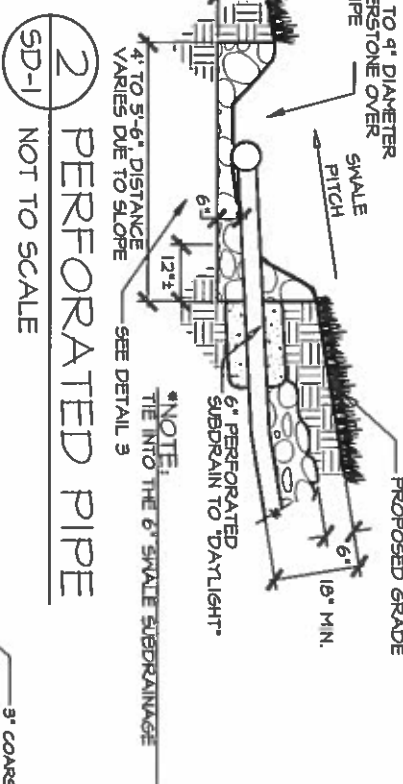 TO 9" DIAMETER
ERSTONE OVER
IPE
SWALE
PITCH
PROPOSED GRADE
6"
18" MIN.
6"
12"±
6" PERFORATED
SUBDRAIN TO "DAYLIGHT"
4' TO 5'-6", DISTANCE
VARIES DUE TO SLOPE
SEE DETAIL 3
*NOTE:
TIE INTO THE 6" SWALE SUBDRAINAGE
2
SD-1
PERFORATED PIPE
NOT TO SCALE
3" COARS